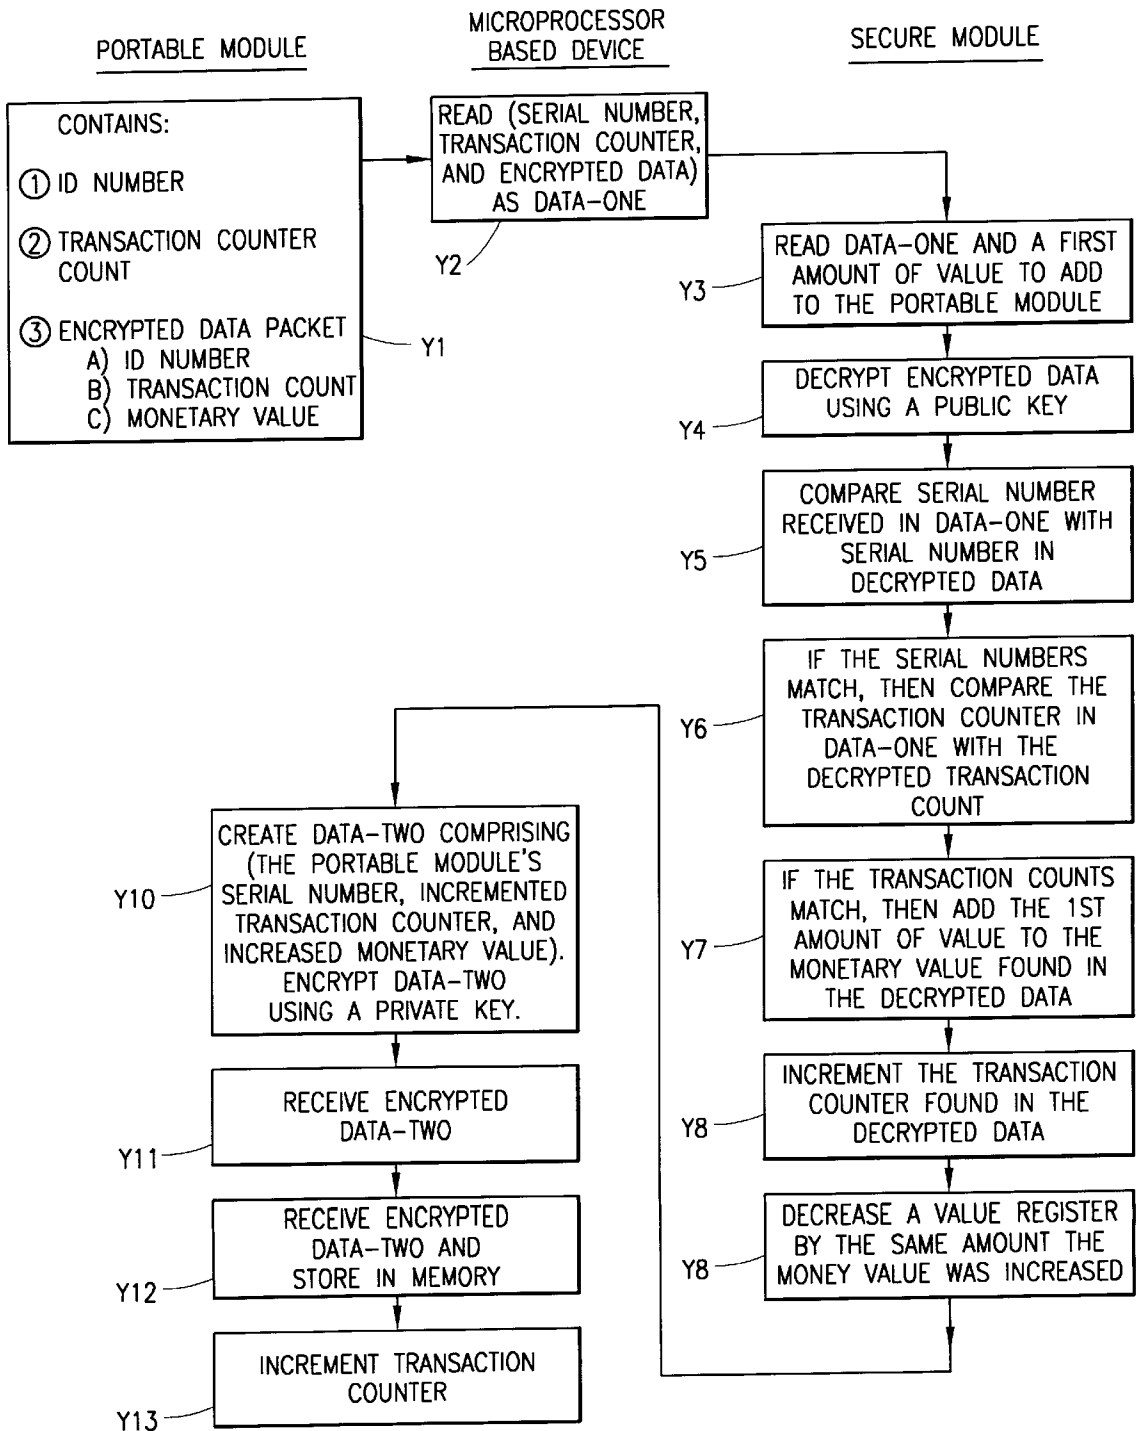 PORTABLE MODULE
MICROPROCESSOR
BASED DEVICE
SECURE MODULE
CONTAINS:
① ID NUMBER
② TRANSACTION COUNTER
COUNT
③ ENCRYPTED DATA PACKET
A) ID NUMBER
B) TRANSACTION COUNT
C) MONETARY VALUE
Y1
READ (SERIAL NUMBER,
TRANSACTION COUNTER,
AND ENCRYPTED DATA)
AS DATA-ONE
Y2
READ DATA-ONE AND A FIRST
AMOUNT OF VALUE TO ADD
TO THE PORTABLE MODULE
Y3
DECRYPT ENCRYPTED DATA
USING A PUBLIC KEY
Y4
COMPARE SERIAL NUMBER
RECEIVED IN DATA-ONE WITH
SERIAL NUMBER IN
DECRYPTED DATA
Y5
IF THE SERIAL NUMBERS
MATCH, THEN COMPARE THE
TRANSACTION COUNTER IN
DATA-ONE WITH THE
DECRYPTED TRANSACTION
COUNT
Y6
IF THE TRANSACTION COUNTS
MATCH, THEN ADD THE 1ST
AMOUNT OF VALUE TO THE
MONETARY VALUE FOUND IN
THE DECRYPTED DATA
Y7
INCREMENT THE TRANSACTION
COUNTER FOUND IN THE
DECRYPTED DATA
Y8
DECREASE A VALUE REGISTER
BY THE SAME AMOUNT THE
MONEY VALUE WAS INCREASED
Y8
CREATE DATA-TWO COMPRISING
(THE PORTABLE MODULE'S
SERIAL NUMBER, INCREMENTED
TRANSACTION COUNTER, AND
INCREASED MONETARY VALUE).
ENCRYPT DATA-TWO
USING A PRIVATE KEY.
Y10
RECEIVE ENCRYPTED
DATA-TWO
Y11
RECEIVE ENCRYPTED
DATA-TWO AND
STORE IN MEMORY
Y12
INCREMENT TRANSACTION
COUNTER
Y13